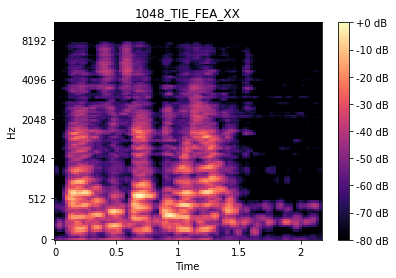 1048_TIE_FEA_XX
8192
4096
2048
1024
512
0
Hz
0
0.5
1
1.5
2
Time
+0 dB
-10 dB
-20 dB
-30 dB
-40 dB
-50 dB
-60 dB
-70 dB
-80 dB